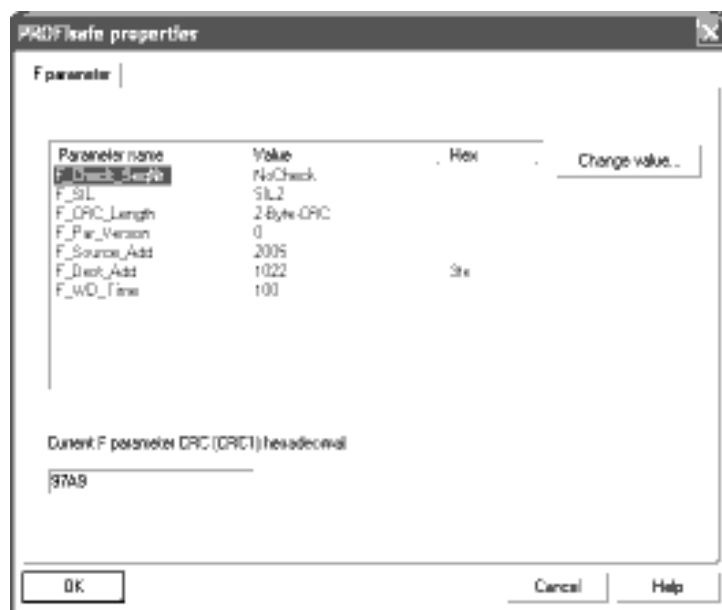 PROFIsafe properties
F parameter
Parameter name Value Hex Change value...
F_Check_SeqNr NoCheck
F_SIL SIL2
F_CRC_Length 2-Byte-CRC
F_Par_Version 0
F_Source_Add 2005
F_Dest_Add 1022 3fe
F_WD_Time 100
Current F parameter CRC (CRC1) hexadecimal
97A9
OK Cancel Help